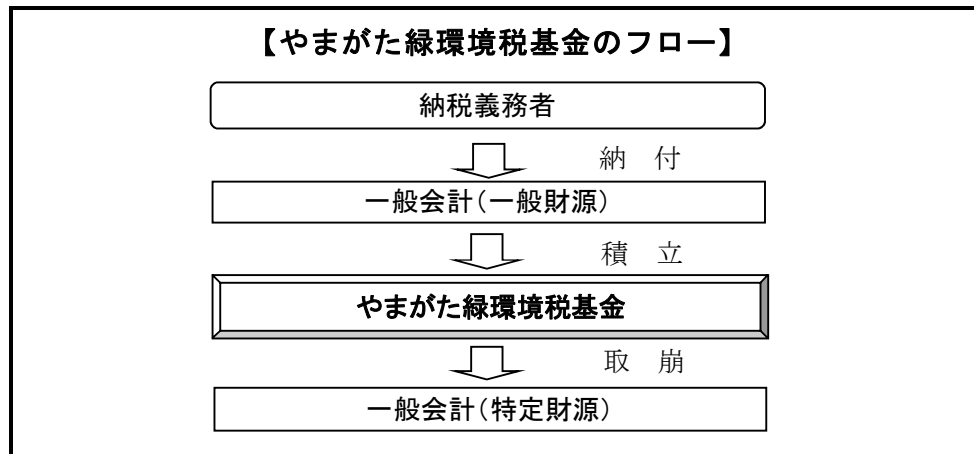 【やまがた緑環境税基金のフロー】
納税義務者
納 付
一般会計(一般財源)
積 立
やまがた緑環境税基金
取 崩
一般会計(特定財源)